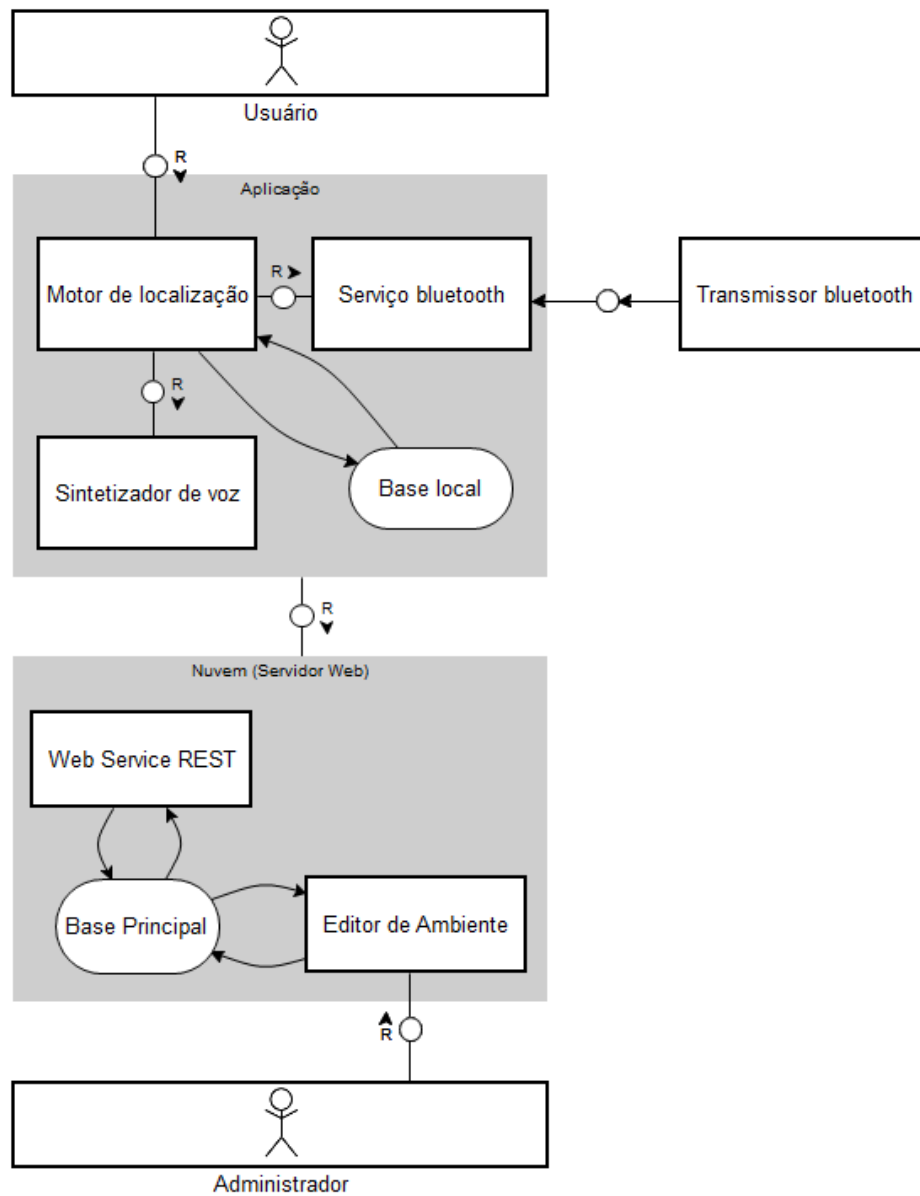 Usuário
R
Aplicação
Motor de localização
R
Serviço bluetooth
Transmissor bluetooth
R
Sintetizador de voz
Base local
R
Nuvem (Servidor Web)
Web Service REST
Base Principal
Editor de Ambiente
R
Administrador